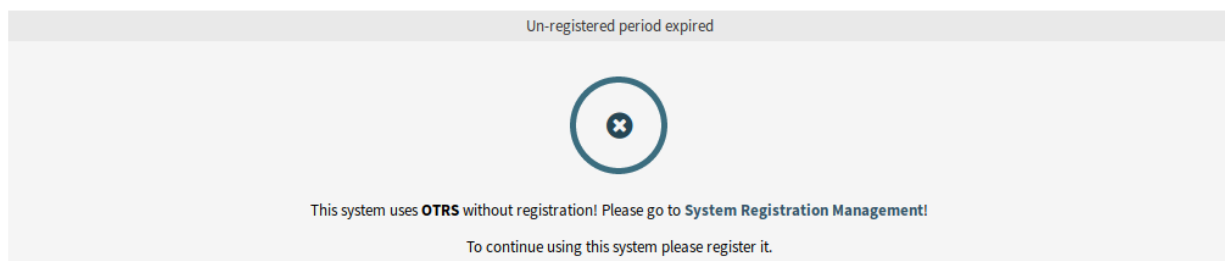 Un-registered period expired
This system uses OTRS without registration! Please go to System Registration Management!
To continue using this system please register it.